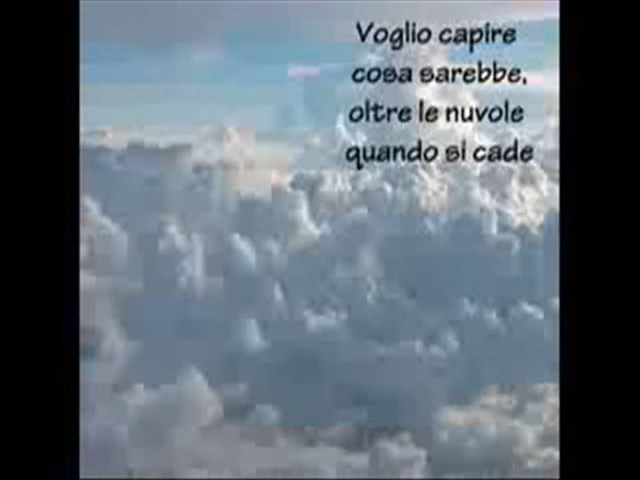 Voglio capire
cosa sarebbe,
oltre le nuvole
quando si cade